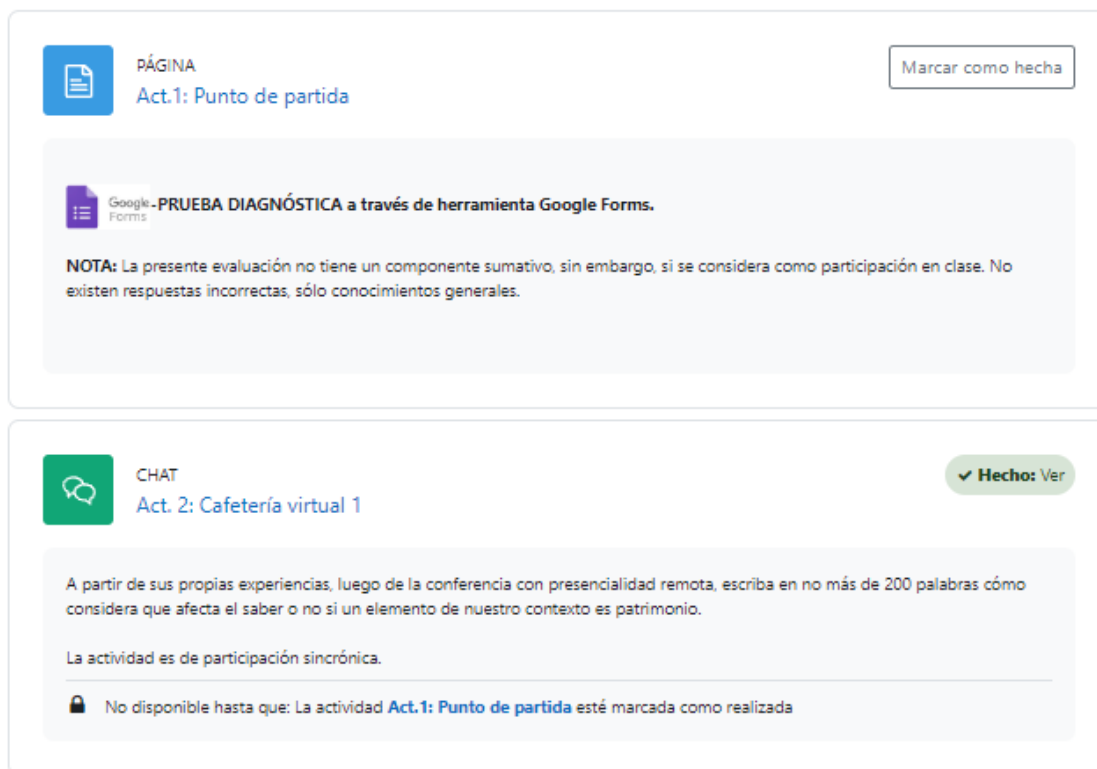 PÁGINA
Marcar como hecha
Act.1: Punto de partida
Google Forms
-PRUEBA DIAGNÓSTICA a través de herramienta Google Forms.
NOTA: La presente evaluación no tiene un componente sumativo, sin embargo, si se considera como participación en clase. No
existen respuestas incorrectas, sólo conocimientos generales.
CHAT
Hecho: Ver
Act. 2: Cafetería virtual 1
A partir de sus propias experiencias, luego de la conferencia con presencialidad remota, escriba en no más de 200 palabras cómo
considera que afecta el saber o no si un elemento de nuestro contexto es patrimonio.
La actividad es de participación sincrónica.
No disponible hasta que: La actividad Act.1: Punto de partida esté marcada como realizada